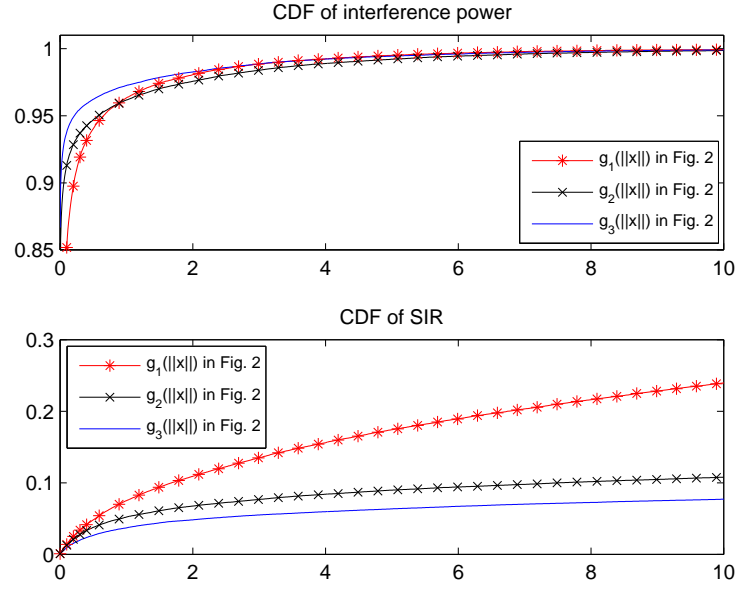 CDF of interference power
1
0.95
0.9
0.85
0 2 4 6 8 10
g1(||x||) in Fig. 2
g2(||x||) in Fig. 2
g3(||x||) in Fig. 2
CDF of SIR
0.3
0.2
0.1
0
0 2 4 6 8 10
g1(||x||) in Fig. 2
g2(||x||) in Fig. 2
g3(||x||) in Fig. 2